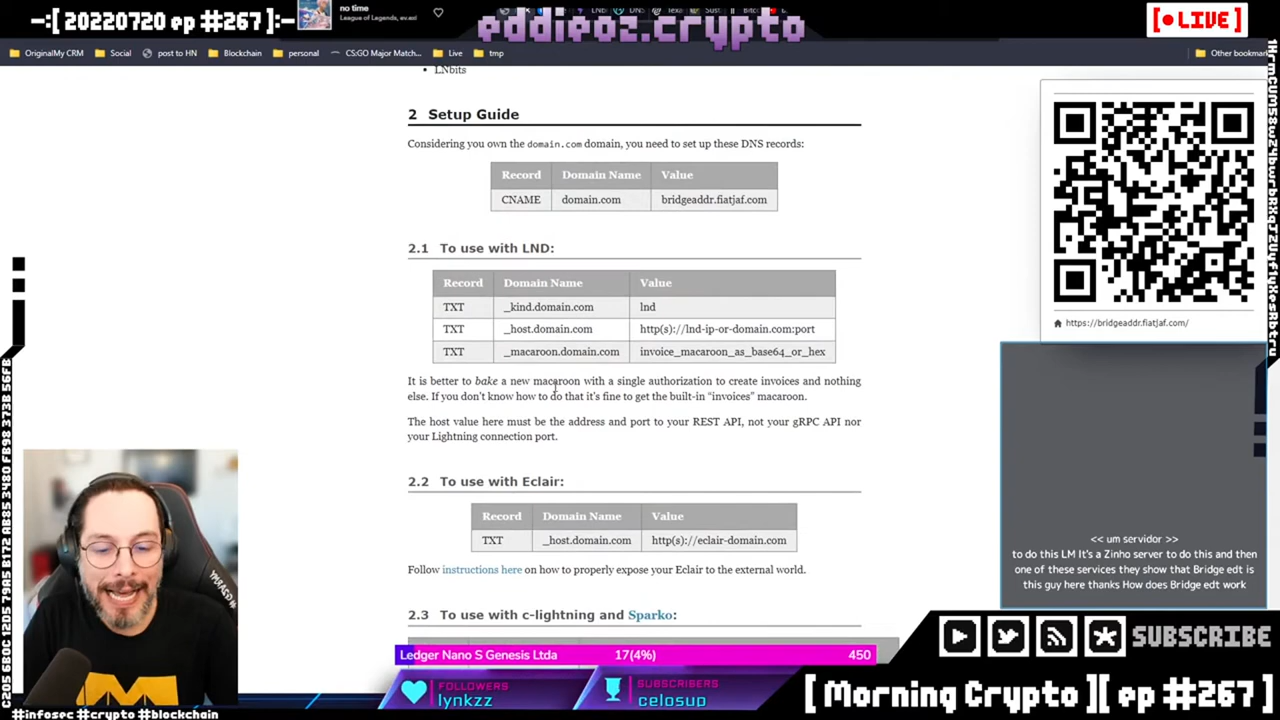 -:[ 20220720 ep #267 ]:-
no time
League of Legends, ev.axl
eddieoz.crypto
[● LIVE]
OriginalMy CRM
Social
post to HN
Blockchain
personal
CS:GO Major Match...
Live
tmp
Other bookmar
LNbits
2 Setup Guide
Considering you own the domain.com domain, you need to set up these DNS records:
Record Domain Name Value
CNAME domain.com bridgeaddr.fiatjaf.com
2.1 To use with LND:
Record Domain Name Value
TXT _kind.domain.com lnd
TXT _host.domain.com http(s)://lnd-ip-or-domain.com:port
TXT _macaroon.domain.com invoice_macaroon_as_base64_or_hex
It is better to bake a new macaroon with a single authorization to create invoices and nothing
else. If you don't know how to do that it's fine to get the built-in “invoices” macaroon.
The host value here must be the address and port to your REST API, not your gRPC API nor
your Lightning connection port.
2.2 To use with Eclair:
Record Domain Name Value
TXT _host.domain.com http(s)://eclair-domain.com
Follow instructions here on how to properly expose your Eclair to the external world.
2.3 To use with c-lightning and Sparko:
https://bridgeaddr.fiatjaf.com/
<< um servidor >>
to do this LM It's a Zinho server to do this and then
one of these services they show that Bridge edt is
this guy here thanks How does Bridge edt work
Ledger Nano S Genesis Ltda 17(4%) 450
FOLLOWERS
lynkzz
SUBSCRIBERS
celosup
SUBSCRIBE
[ Morning Crypto ][ ep #267 ]
#infosec #crypto #blockchain